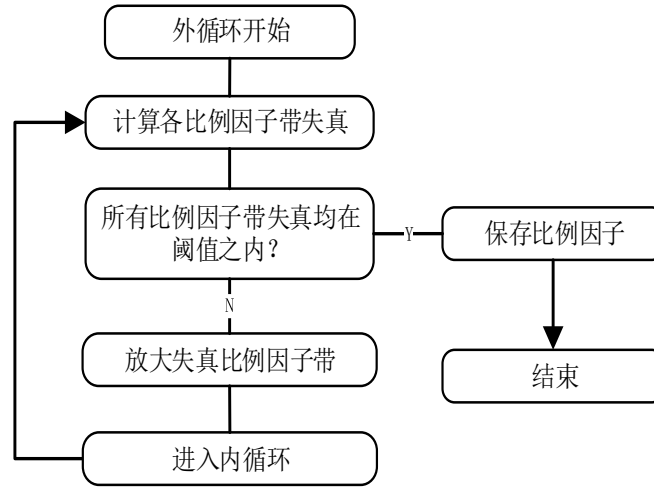 外循环开始
计算各比例因子带失真
所有比例因子带失真均在
阈值之内?
Y
保存比例因子
N
放大失真比例因子带
结束
进入内循环